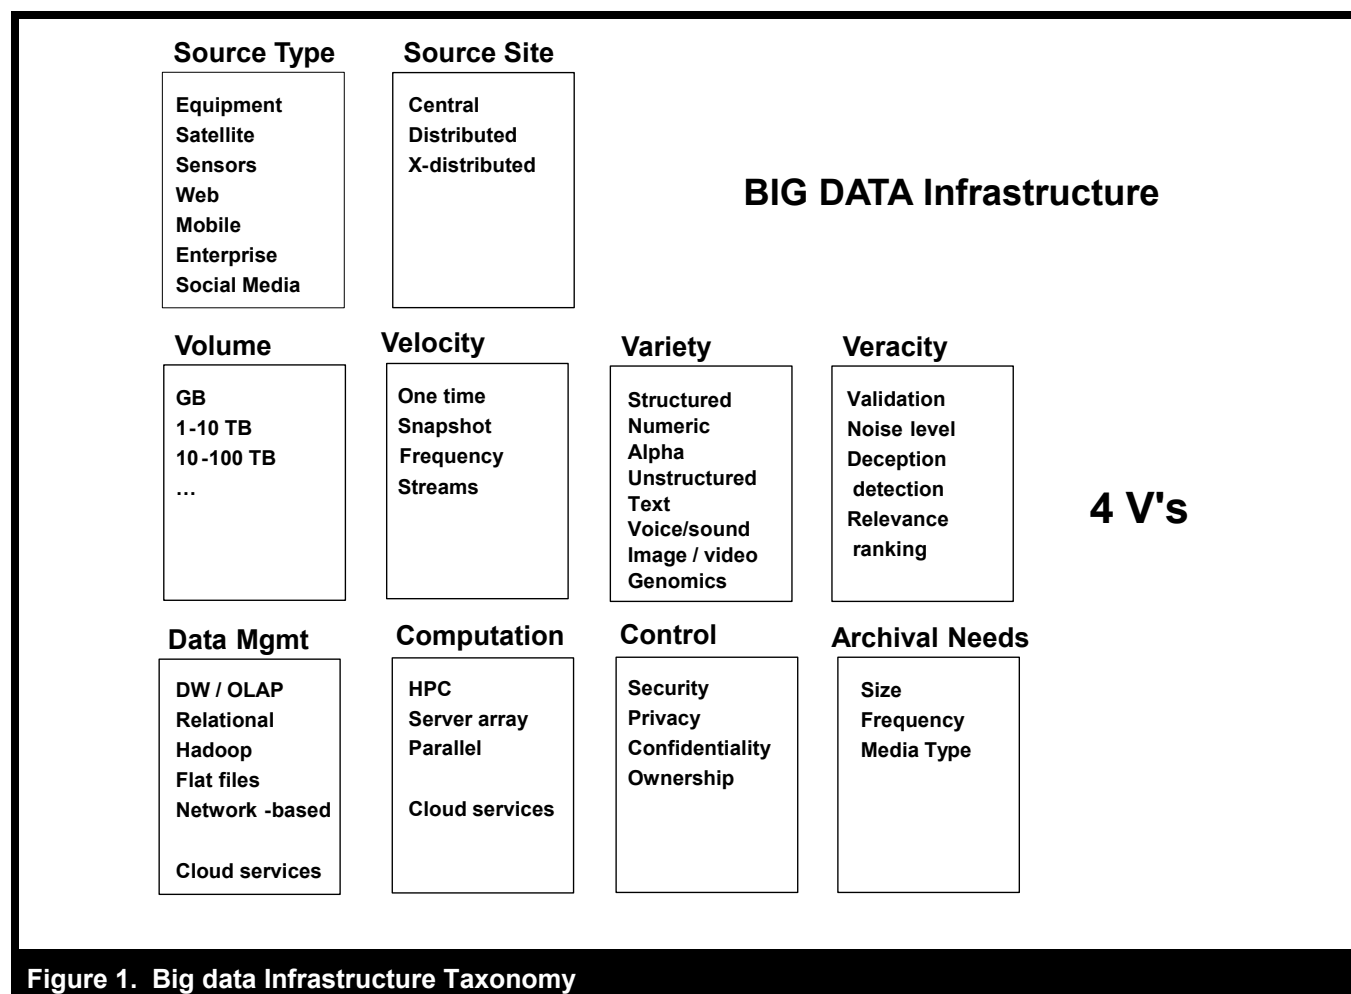 Source Type
Equipment
Satellite
Sensors
Web
Mobile
Enterprise
Social Media
Source Site
Central
Distributed
X-distributed
BIG DATA Infrastructure
Volume
GB
1-10 TB
10-100 TB
…
Velocity
One time
Snapshot
Frequency
Streams
Variety
Structured
Numeric
Alpha
Unstructured
Text
Voice/sound
Image / video
Genomics
Veracity
Validation
Noise level
Deception
detection
Relevance
ranking
4 V's
Data Mgmt
DW / OLAP
Relational
Hadoop
Flat files
Network -based
Cloud services
Computation
HPC
Server array
Parallel
Cloud services
Control
Security
Privacy
Confidentiality
Ownership
Archival Needs
Size
Frequency
Media Type
Figure 1. Big data Infrastructure Taxonomy